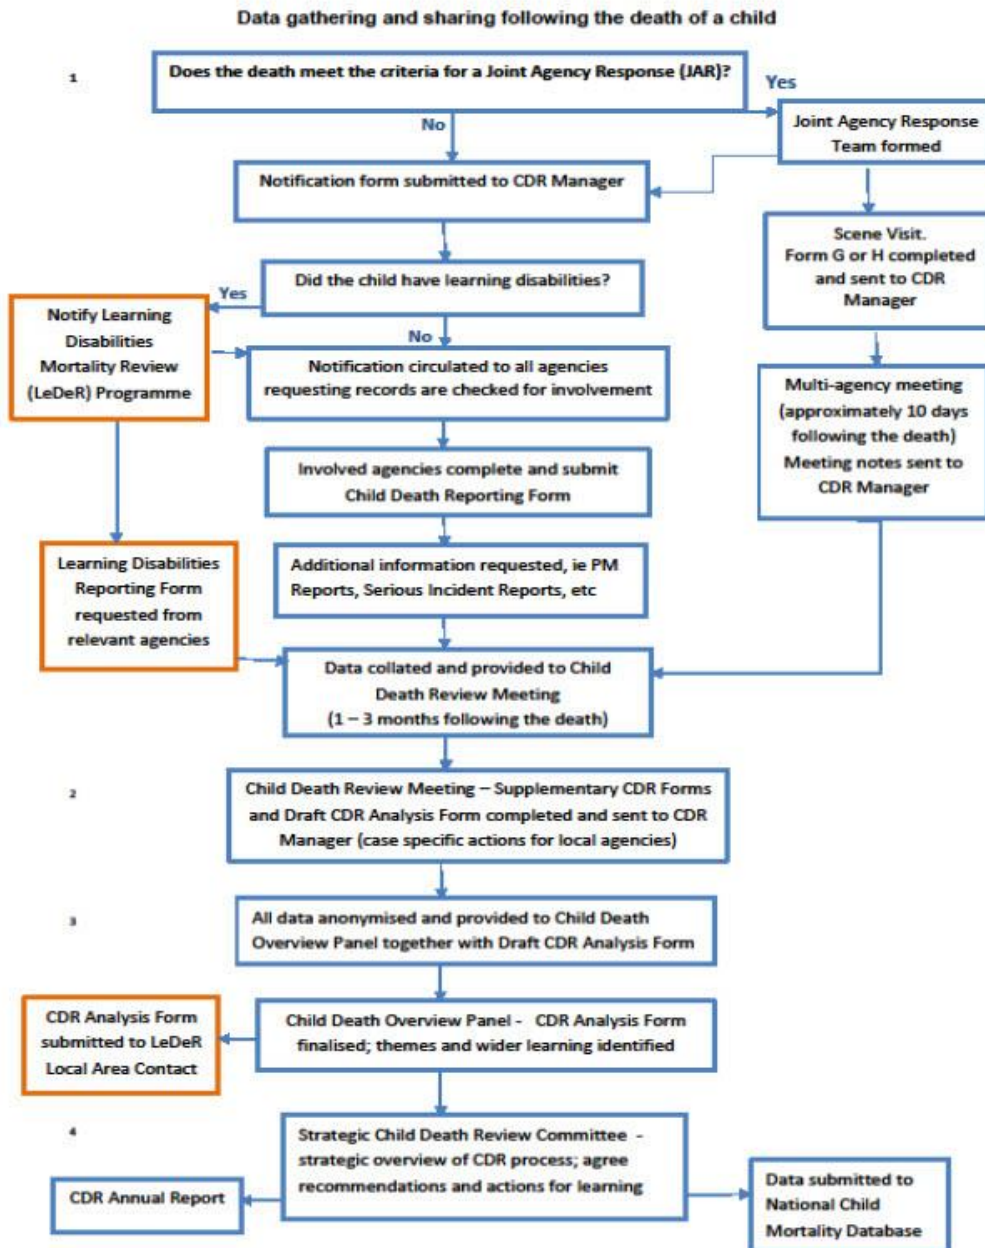 Data gathering and sharing following the death of a child
1
Does the death meet the criteria for a Joint Agency Response (JAR)?
Yes
No
Joint Agency Response
Team formed
Notification form submitted to CDR Manager
Scene Visit.
Form G or H completed
and sent to CDR
Manager
Did the child have learning disabilities?
Yes
No
Notify Learning
Disabilities
Mortality Review
(LeDeR) Programme
Notification circulated to all agencies
requesting records are checked for involvement
Multi-agency meeting
(approximately 10 days
following the death)
Meeting notes sent to
CDR Manager
Involved agencies complete and submit
Child Death Reporting Form
Learning Disabilities
Reporting Form
requested from
relevant agencies
Additional information requested, ie PM
Reports, Serious Incident Reports, etc
Data collated and provided to Child
Death Review Meeting
(1 – 3 months following the death)
2
Child Death Review Meeting – Supplementary CDR Forms
and Draft CDR Analysis Form completed and sent to CDR
Manager (case specific actions for local agencies)
3
All data anonymised and provided to Child Death
Overview Panel together with Draft CDR Analysis Form
CDR Analysis Form
submitted to LeDeR
Local Area Contact
Child Death Overview Panel - CDR Analysis Form
finalised; themes and wider learning identified
4
Strategic Child Death Review Committee -
strategic overview of CDR process; agree
recommendations and actions for learning
CDR Annual Report
Data submitted to
National Child
Mortality Database